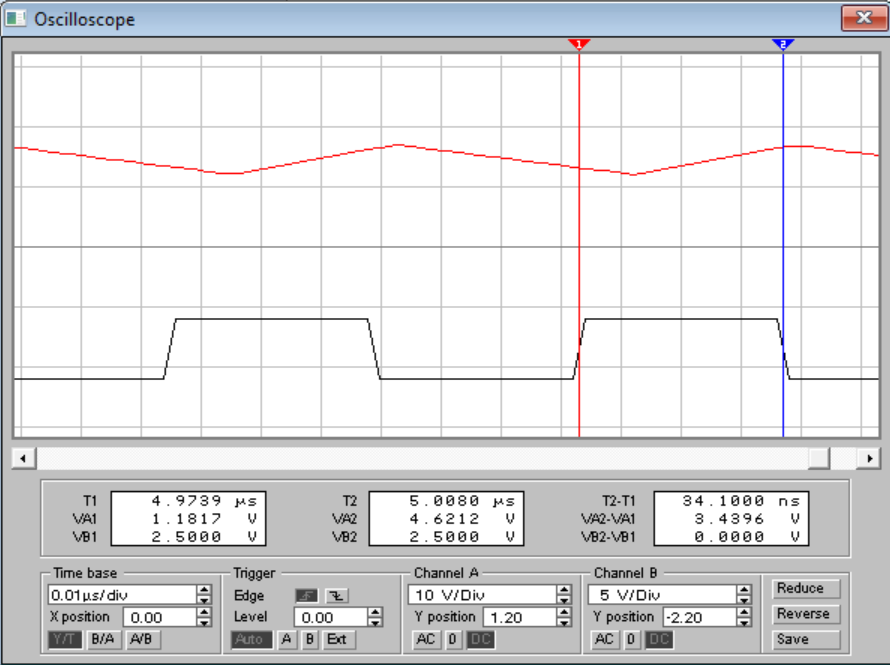 Oscilloscope
1 2
T1 4.9739 μs T2 5.0080 μs T2-T1 34.1000 ns
VA1 1.1817 V VA2 4.6212 V VA2-VA1 3.4396 V
VB1 2.5000 V VB2 2.5000 V VB2-VB1 0.0000 V
Time base Trigger Channel A Channel B
0.01μs/div Edge 10 V/Div 5 V/Div Reduce
X position 0.00 Level 0.00 Y position 1.20 Y position -2.20 Reverse
Y/T B/A A/B Auto A B Ext AC 0 DC AC 0 DC Save